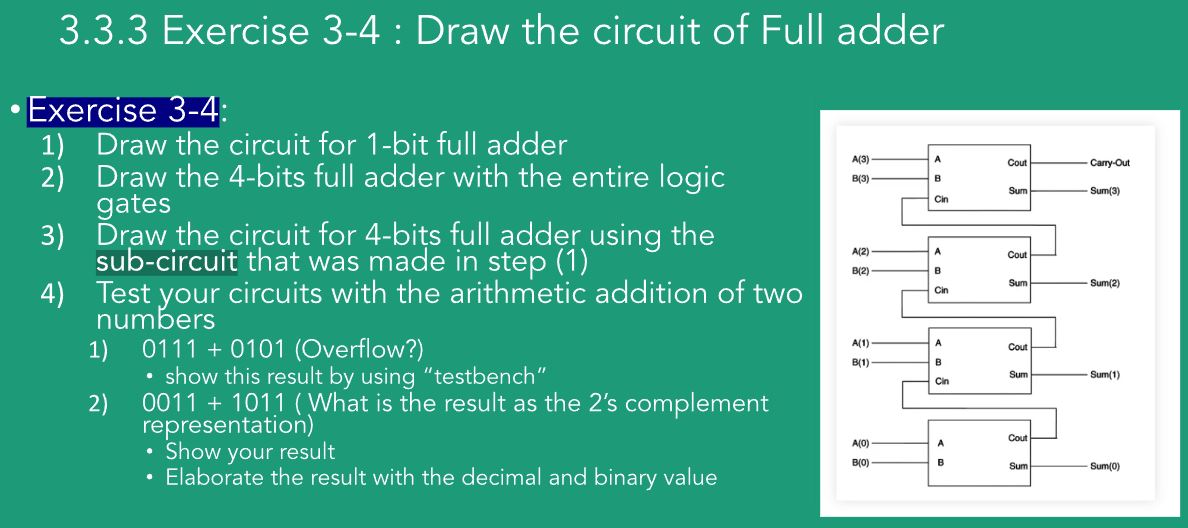 3.3.3 Exercise 3-4 : Draw the circuit of Full adder
• Exercise 3-4:
1) Draw the circuit for 1-bit full adder
2) Draw the 4-bits full adder with the entire logic
gates
3) Draw the circuit for 4-bits full adder using the
sub-circuit that was made in step (1)
4) Test your circuits with the arithmetic addition of two
numbers
1) 0111 + 0101 (Overflow?)
• show this result by using “testbench”
2) 0011 + 1011 ( What is the result as the 2’s complement
representation)
• Show your result
• Elaborate the result with the decimal and binary value
A(3) A Cout Carry-Out
B(3) B Sum Sum(3)
Cin
A(2) A Cout
B(2) B Sum Sum(2)
Cin
A(1) A Cout
B(1) B Sum Sum(1)
Cin
A(0) A Cout
B(0) B Sum Sum(0)